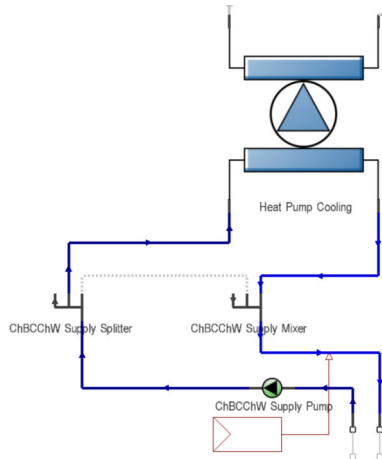 Heat Pump Cooling
ChBCChW Supply Splitter
ChBCChW Supply Mixer
ChBCChW Supply Pump